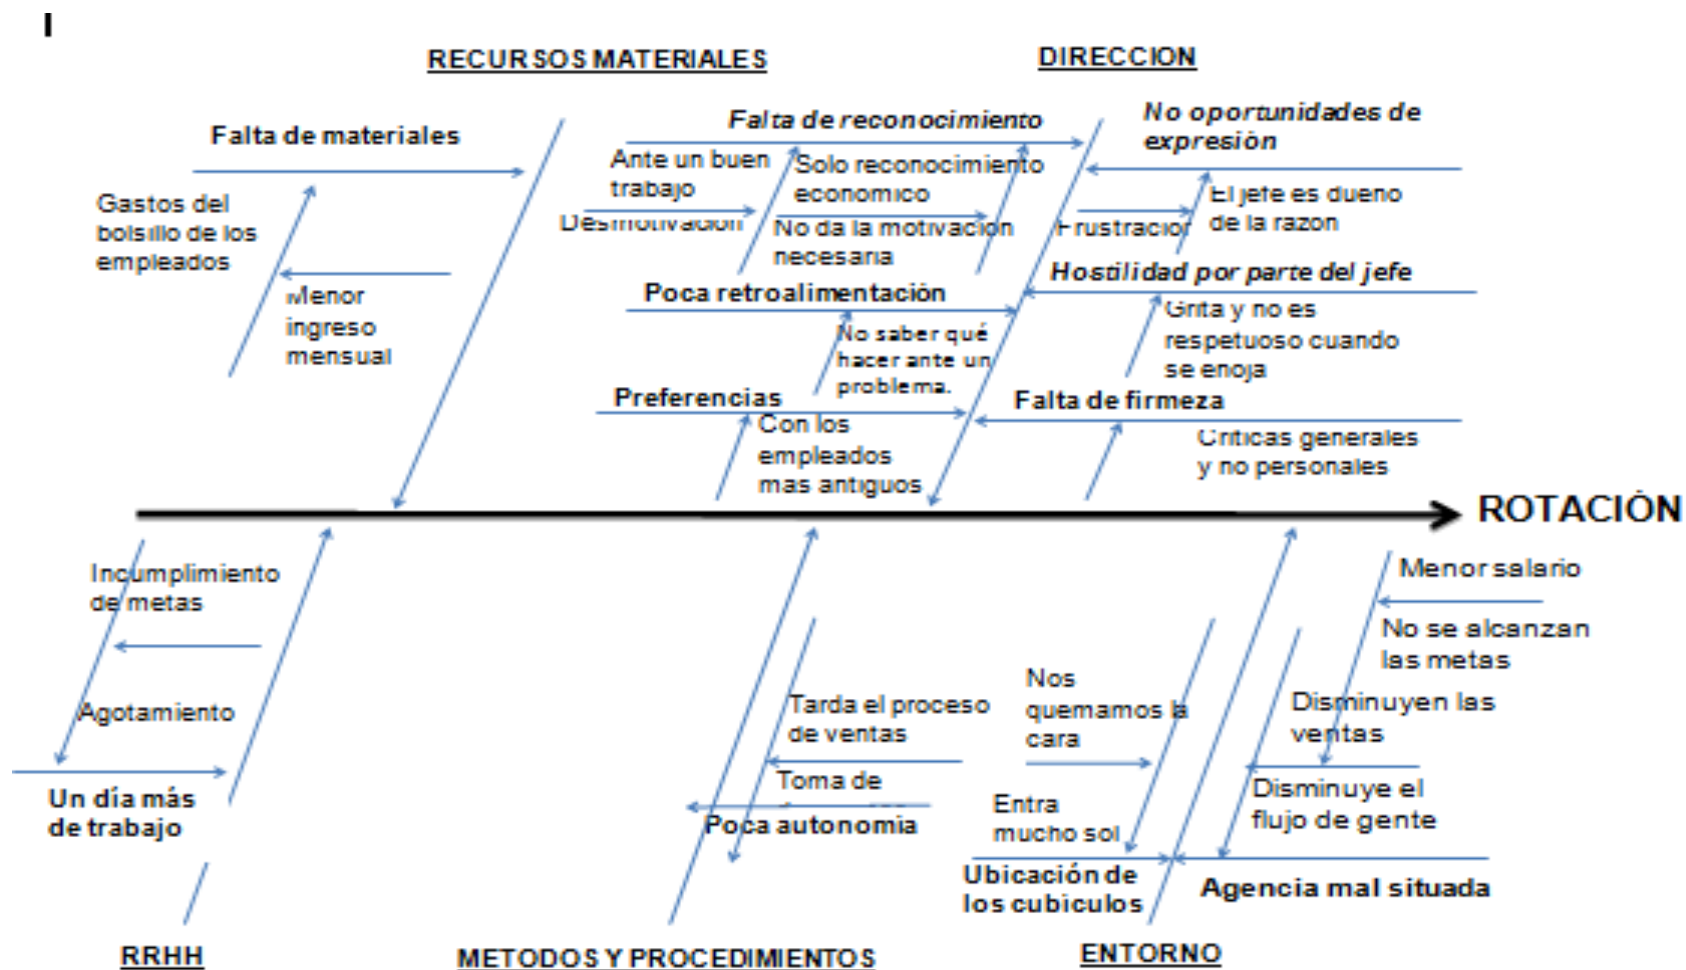 I
RECURSOS MATERIALES
DIRECCION
Falta de materiales
Gastos del
bolsillo de los
empleados
Menor
ingreso
mensual
Falta de reconocimiento
Ante un buen
trabajo
Desmotivacion
Solo reconocimiento
economico
No da la motivacion
necesaria
Poca retroalimentación
No saber qué
hacer ante un
problema.
Preferencias
Con los
empleados
mas antiguos
No oportunidades de
expresión
El jefe es dueno
de la razon
Frustracion
Hostilidad por parte del jefe
Grita y no es
respetuoso cuando
se enoja
Falta de firmeza
Criticas generales
y no personales
ROTACIÓN
Incumplimiento
de metas
Agotamiento
Un día más
de trabajo
RRHH
Tarda el proceso
de ventas
Toma de
Poca autonomia
METODOS Y PROCEDIMIENTOS
Nos
quemamos la
cara
Entra
mucho sol
Ubicación de
los cubiculos
Menor salario
No se alcanzan
las metas
Disminuyen las
ventas
Disminuye el
flujo de gente
Agencia mal situada
ENTORNO